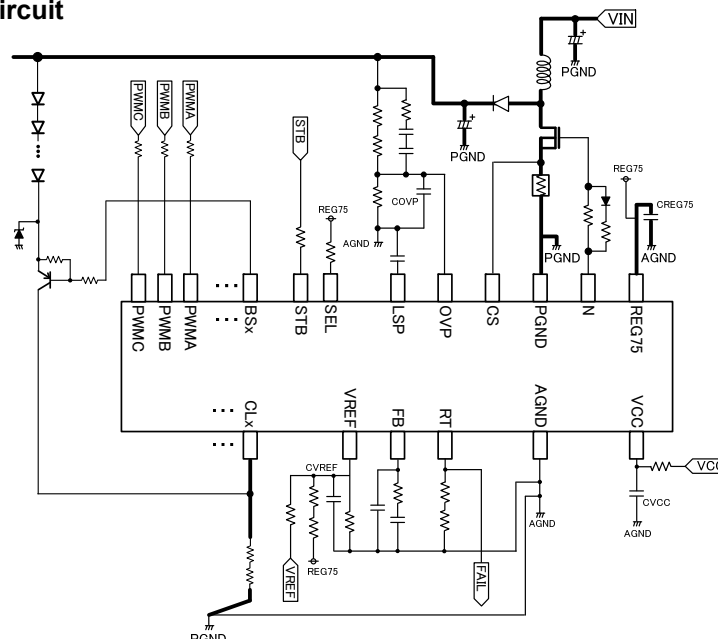 ircuit
VIN
PGND
PWMC
PWMB
PWMA
STB
PGND
REG75
REG75
COVP
CREG75
AGND
PGND
AGND
PWMC
PWMB
PWMA
BSx
STB
SEL
LSP
OVP
CS
PGND
N
REG75
CLx
VREF
FB
RT
AGND
VCC
CVREF
VCC
CVCC
AGND
AGND
REG75
VREF
FAIL
PGND